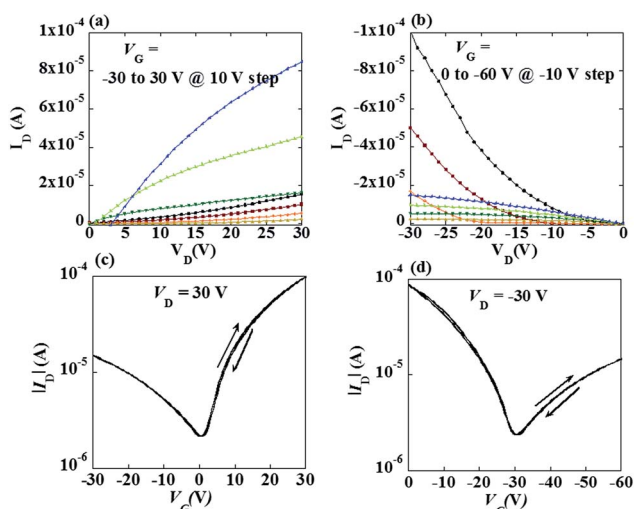 (a)
V_G =
-30 to 30 V @ 10 V step
I_D (A)
1x10⁻⁴
8x10⁻⁵
6x10⁻⁵
4x10⁻⁵
2x10⁻⁵
0
0 5 10 15 20 25 30
V_D(V)
(b)
V_G =
0 to -60 V @ -10 V step
I_D (A)
-1x10⁻⁴
-8x10⁻⁵
-6x10⁻⁵
-4x10⁻⁵
-2x10⁻⁵
0
-30 -25 -20 -15 -10 -5 0
V_D(V)
(c)
V_D = 30 V
|I_D| (A)
10⁻⁴
10⁻⁵
10⁻⁶
-30 -20 -10 0 10 20 30
V_G(V)
(d)
V_D = -30 V
|I_D| (A)
10⁻⁴
10⁻⁵
10⁻⁶
0 -10 -20 -30 -40 -50 -60
V_G(V)